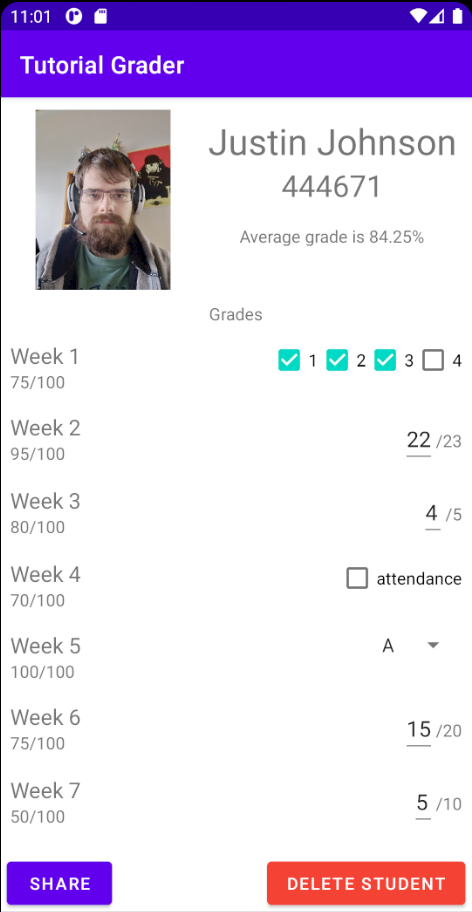 11:01
Tutorial Grader
Justin Johnson
444671
Average grade is 84.25%
Grades
Week 1
75/100
1 2 3 4
Week 2
95/100
22 /23
Week 3
80/100
4 /5
Week 4
70/100
attendance
Week 5
100/100
A
Week 6
75/100
15 /20
Week 7
50/100
5 /10
SHARE
DELETE STUDENT